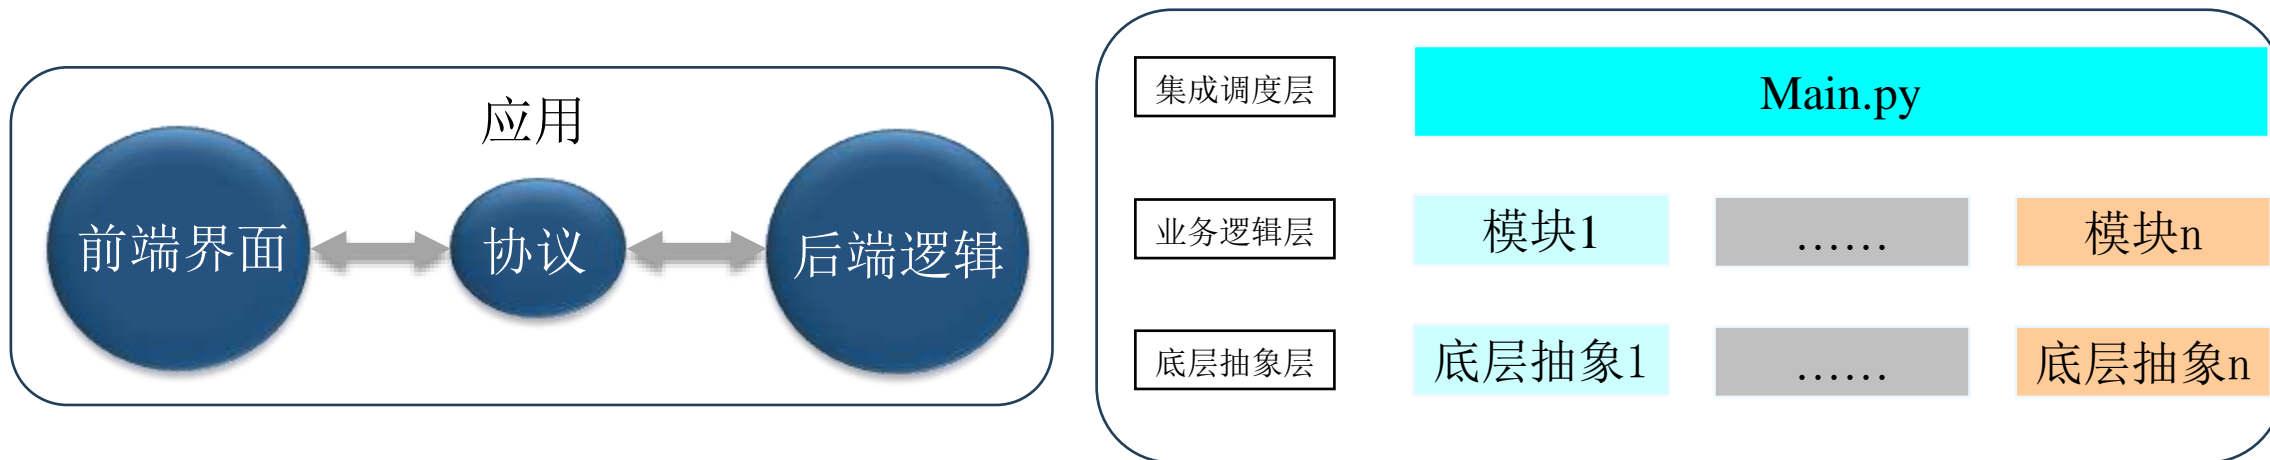 应用
前端界面
协议
后端逻辑
集成调度层
Main.py
业务逻辑层
模块1
……
模块n
底层抽象层
底层抽象1
……
底层抽象n